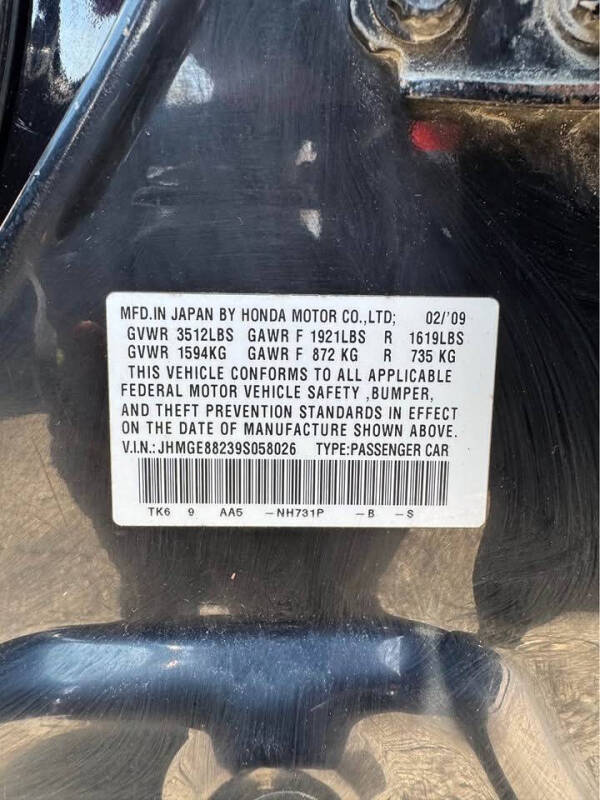 MFD.IN JAPAN BY HONDA MOTOR CO.,LTD; 02/'09
GVWR 3512LBS GAWR F 1921LBS R 1619LBS
GVWR 1594KG GAWR F 872 KG R 735 KG
THIS VEHICLE CONFORMS TO ALL APPLICABLE
FEDERAL MOTOR VEHICLE SAFETY ,BUMPER,
AND THEFT PREVENTION STANDARDS IN EFFECT
ON THE DATE OF MANUFACTURE SHOWN ABOVE.
V.I.N.: JHMGE88239S058026 TYPE:PASSENGER CAR
TK6 9 AA5 -NH731P -B -S